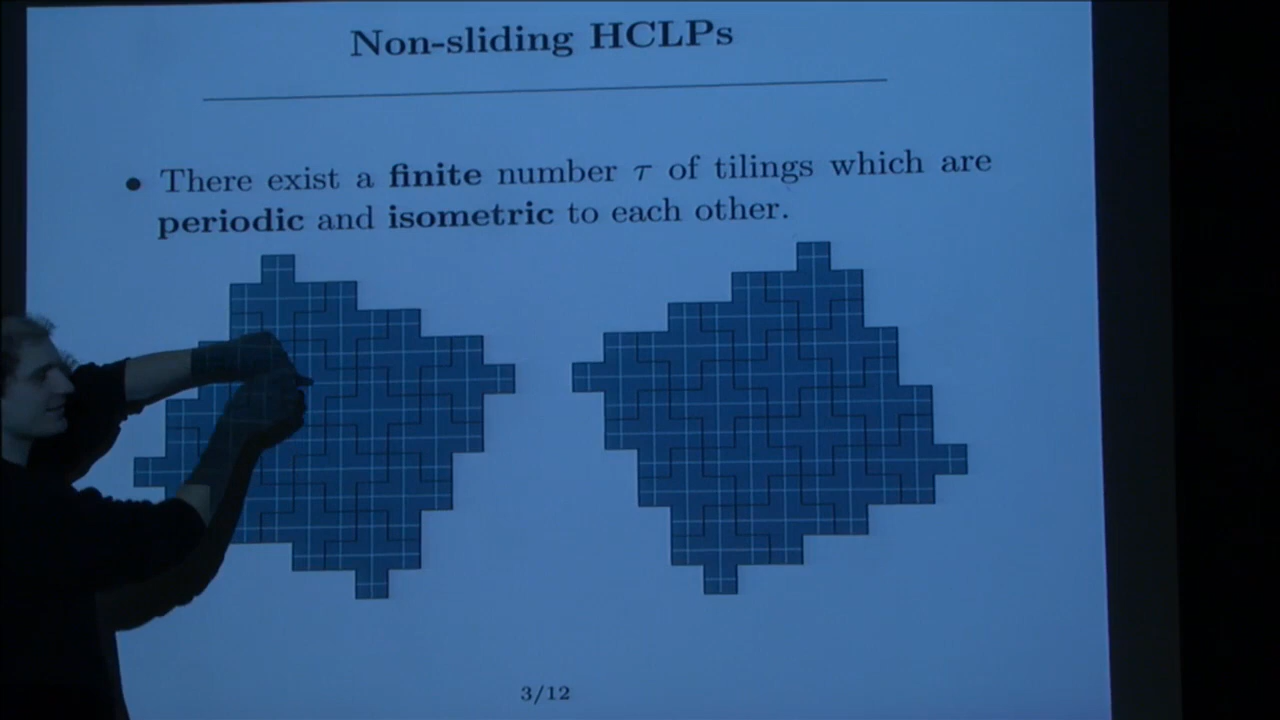 Non-sliding HCLPs
• There exist a finite number τ of tilings which are
periodic and isometric to each other.
3/12